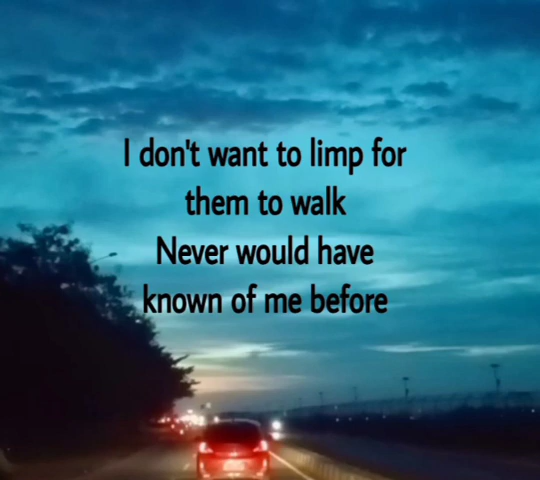 I don't want to limp for
them to walk
Never would have
known of me before